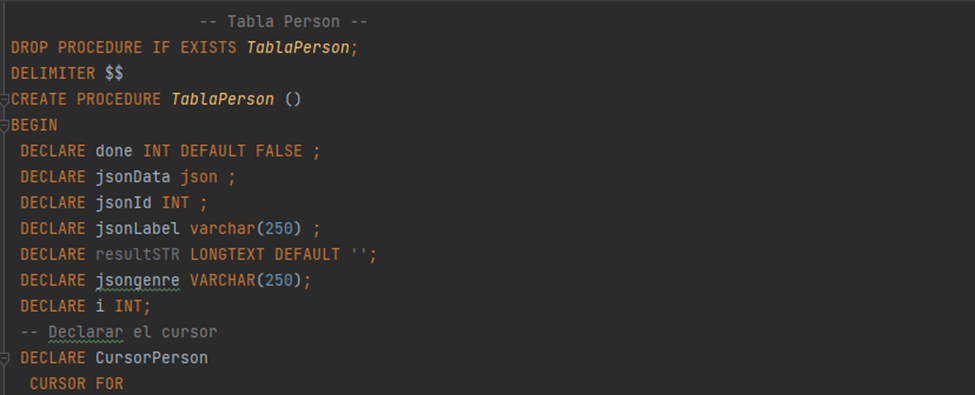 -- Tabla Person --
DROP PROCEDURE IF EXISTS TablaPerson;
DELIMITER $$
CREATE PROCEDURE TablaPerson ()
BEGIN
DECLARE done INT DEFAULT FALSE ;
DECLARE jsonData json ;
DECLARE jsonId INT ;
DECLARE jsonLabel varchar(250) ;
DECLARE resultSTR LONGTEXT DEFAULT '';
DECLARE jsongenre VARCHAR(250);
DECLARE i INT;
-- Declarar el cursor
DECLARE CursorPerson
CURSOR FOR